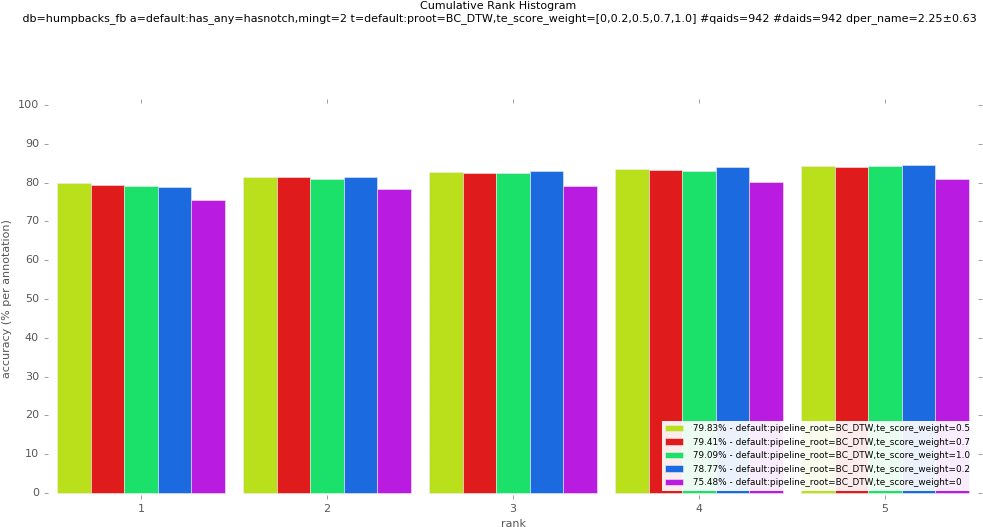 Cumulative Rank Histogram
db=humpbacks_fb a=default:has_any=hasnotch,mingt=2 t=default:proot=BC_DTW,te_score_weight=[0,0.2,0.5,0.7,1.0] #qaids=942 #daids=942 dper_name=2.25±0.63
100
90
80
70
60
50
40
30
20
10
0
accuracy (% per annotation)
79.83% - default:pipeline_root=BC_DTW,te_score_weight=0.5
79.41% - default:pipeline_root=BC_DTW,te_score_weight=0.7
79.09% - default:pipeline_root=BC_DTW,te_score_weight=1.0
78.77% - default:pipeline_root=BC_DTW,te_score_weight=0.2
75.48% - default:pipeline_root=BC_DTW,te_score_weight=0
1 2 3 4 5
rank